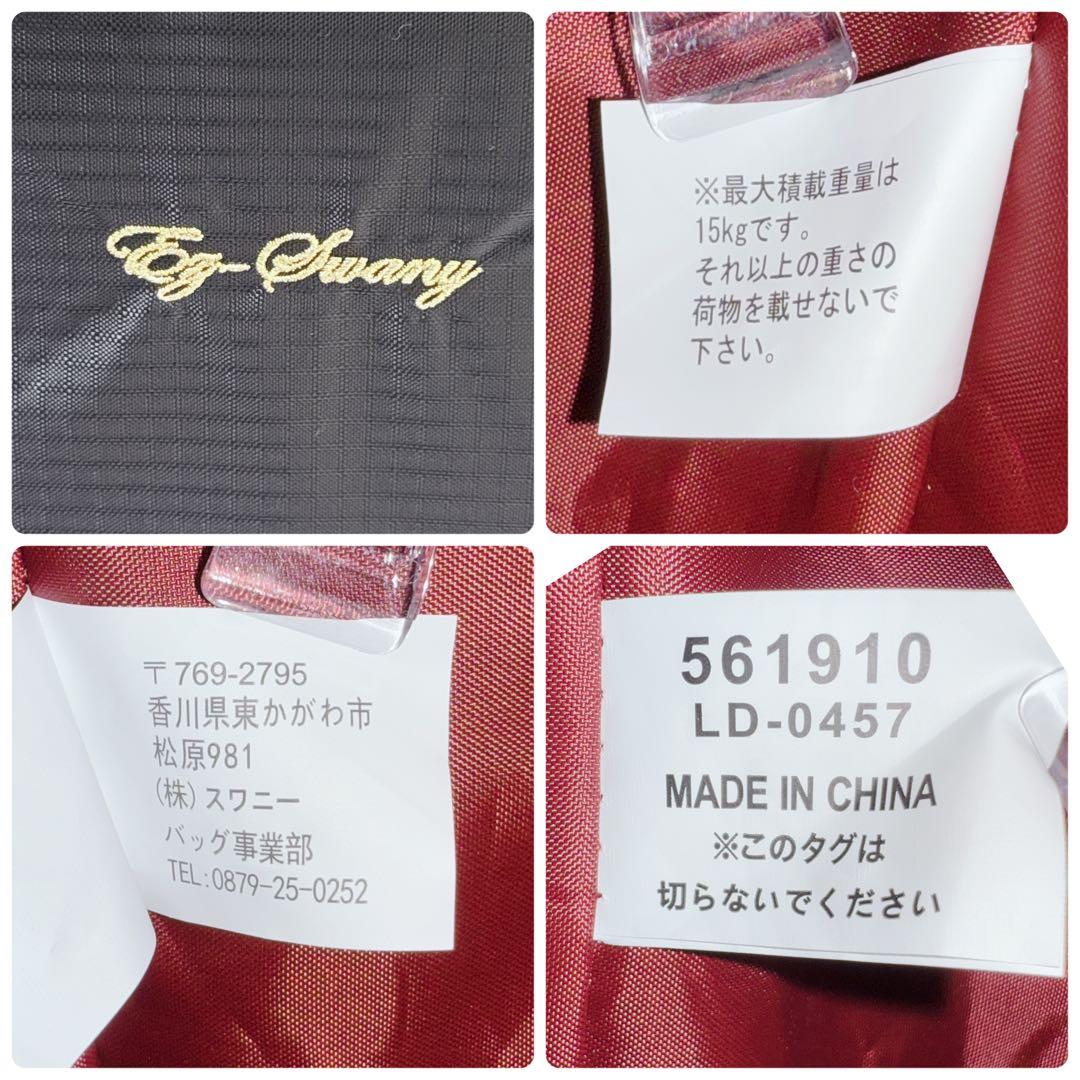 Eg-Swany
※最大積載重量は
15kgです。
それ以上の重さの
荷物を載せないで
下さい。
〒769-2795
香川県東かがわ市
松原981
(株)スワニー
バッグ事業部
TEL:0879-25-0252
561910
LD-0457
MADE IN CHINA
※このタグは
切らないでください